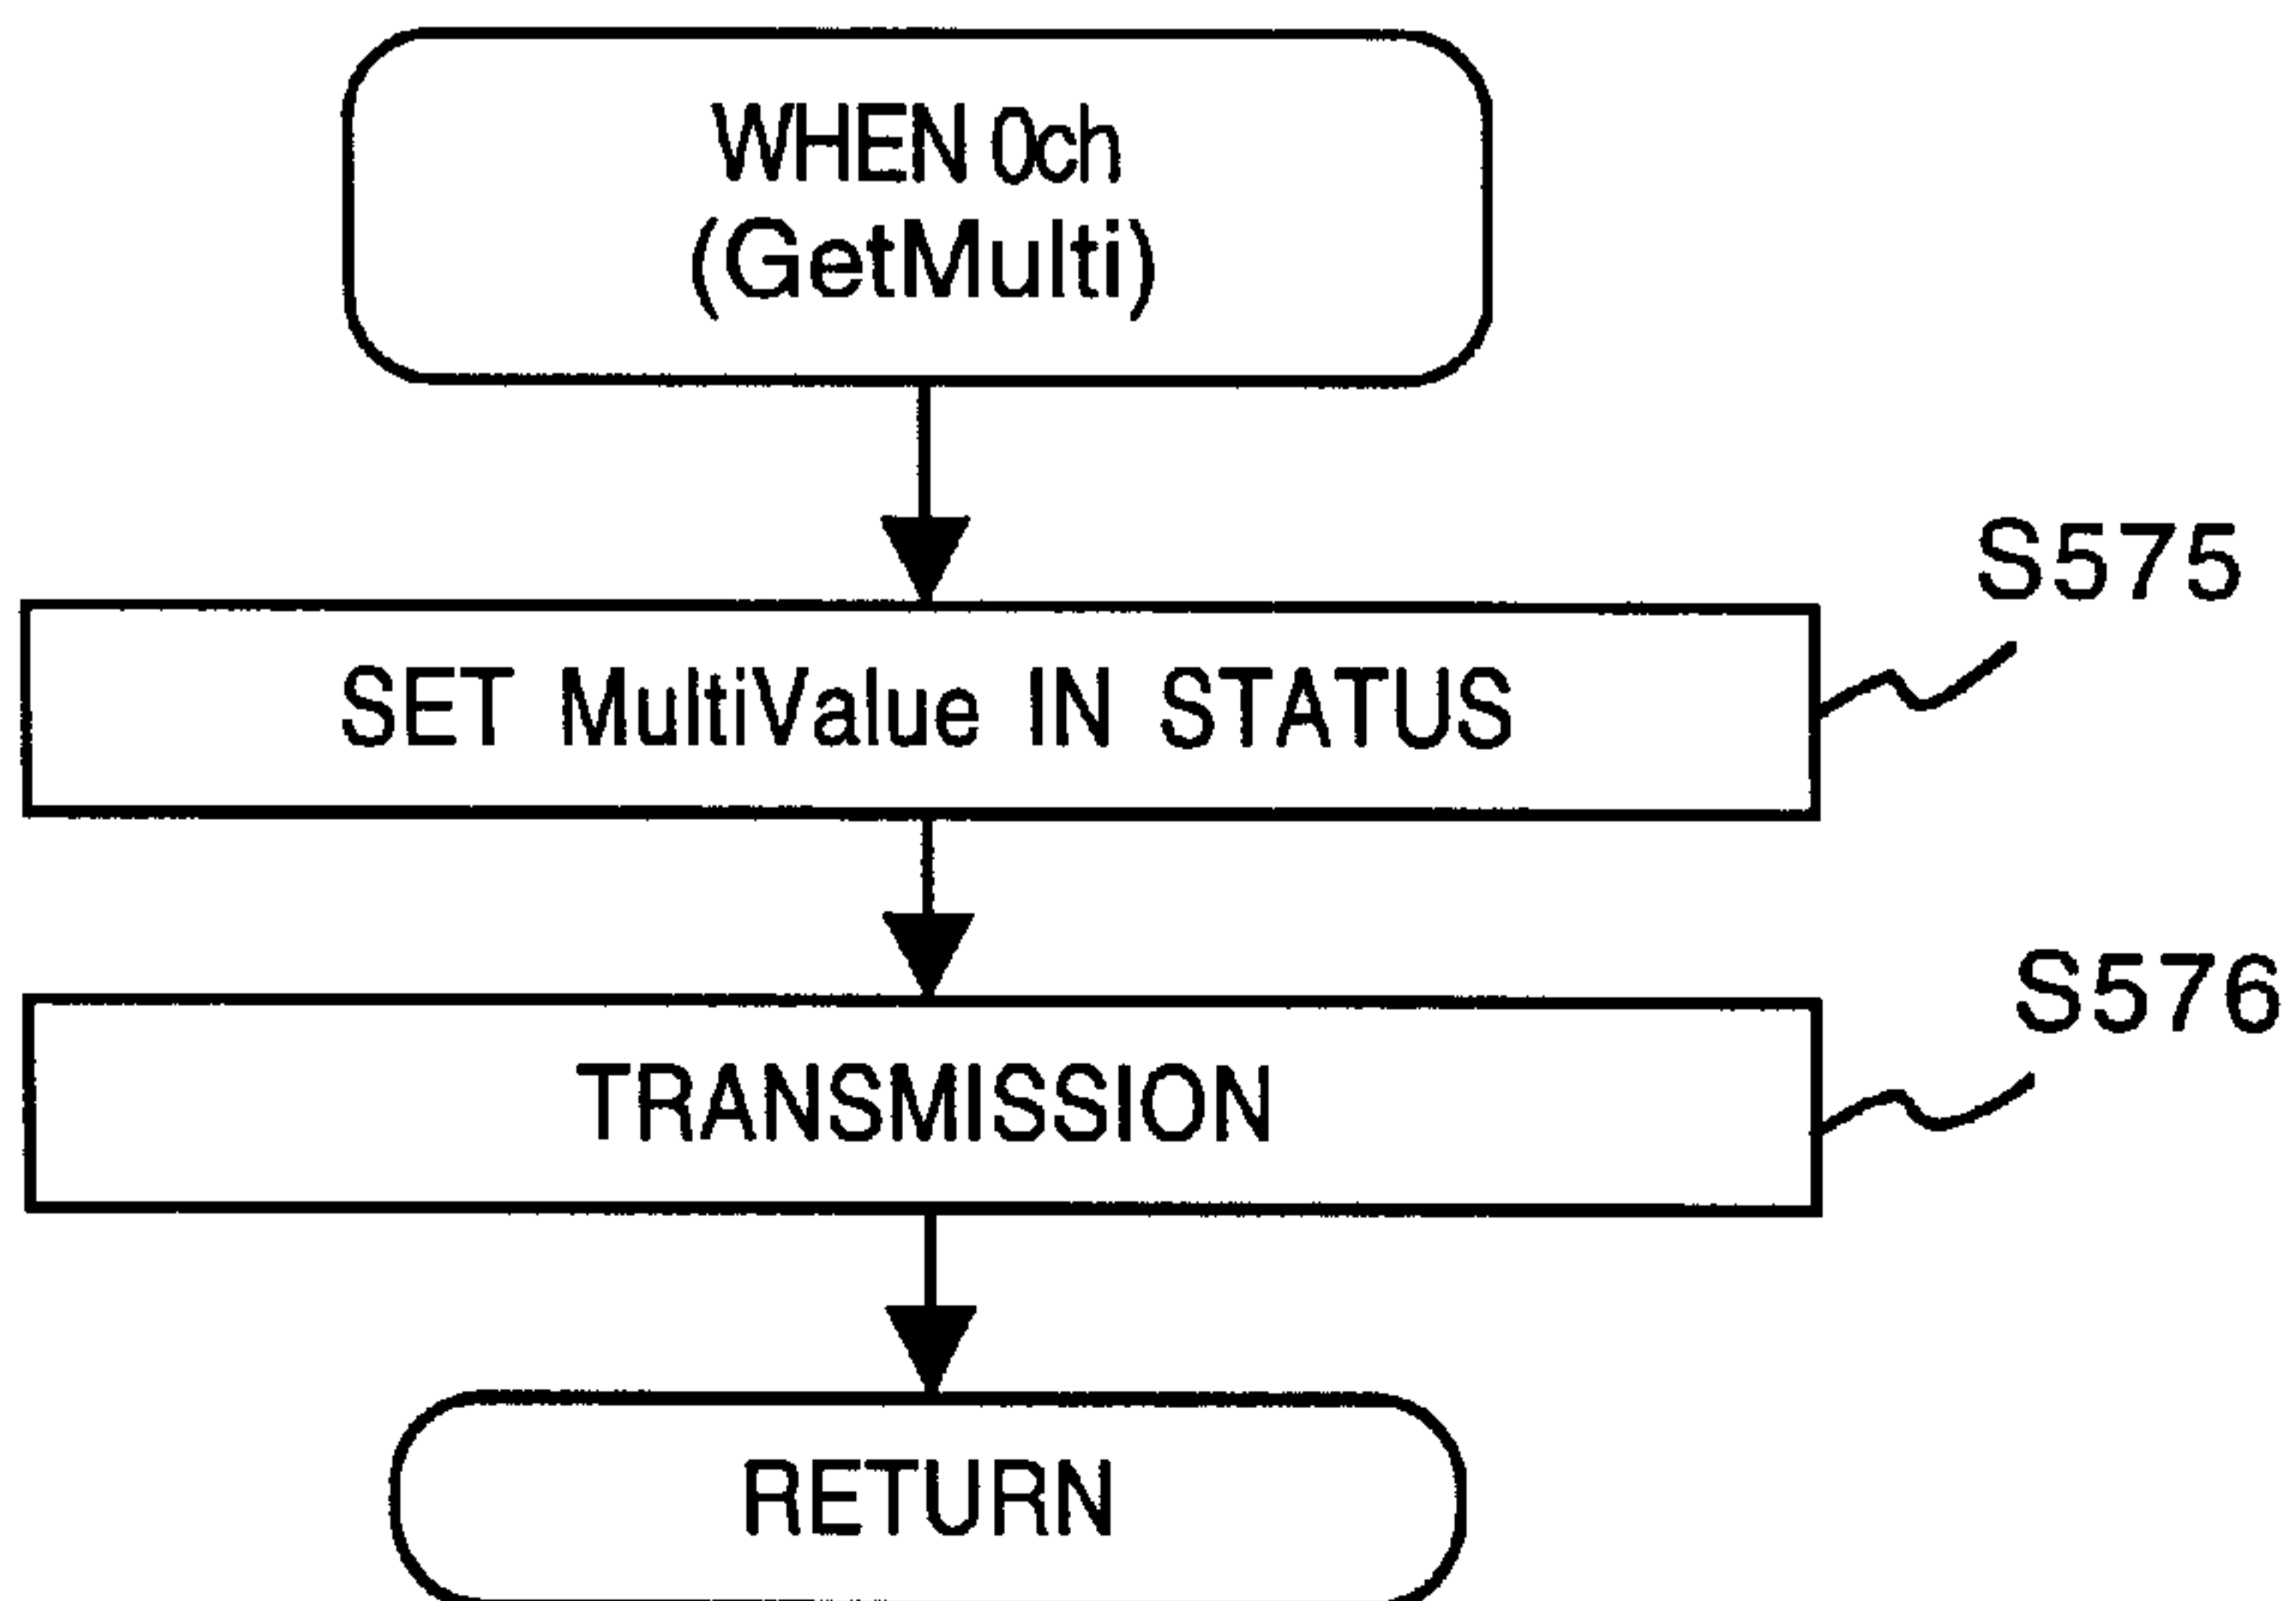 WHEN 0ch
(GetMulti)
S575
SET MultiValue IN STATUS
S576
TRANSMISSION
RETURN